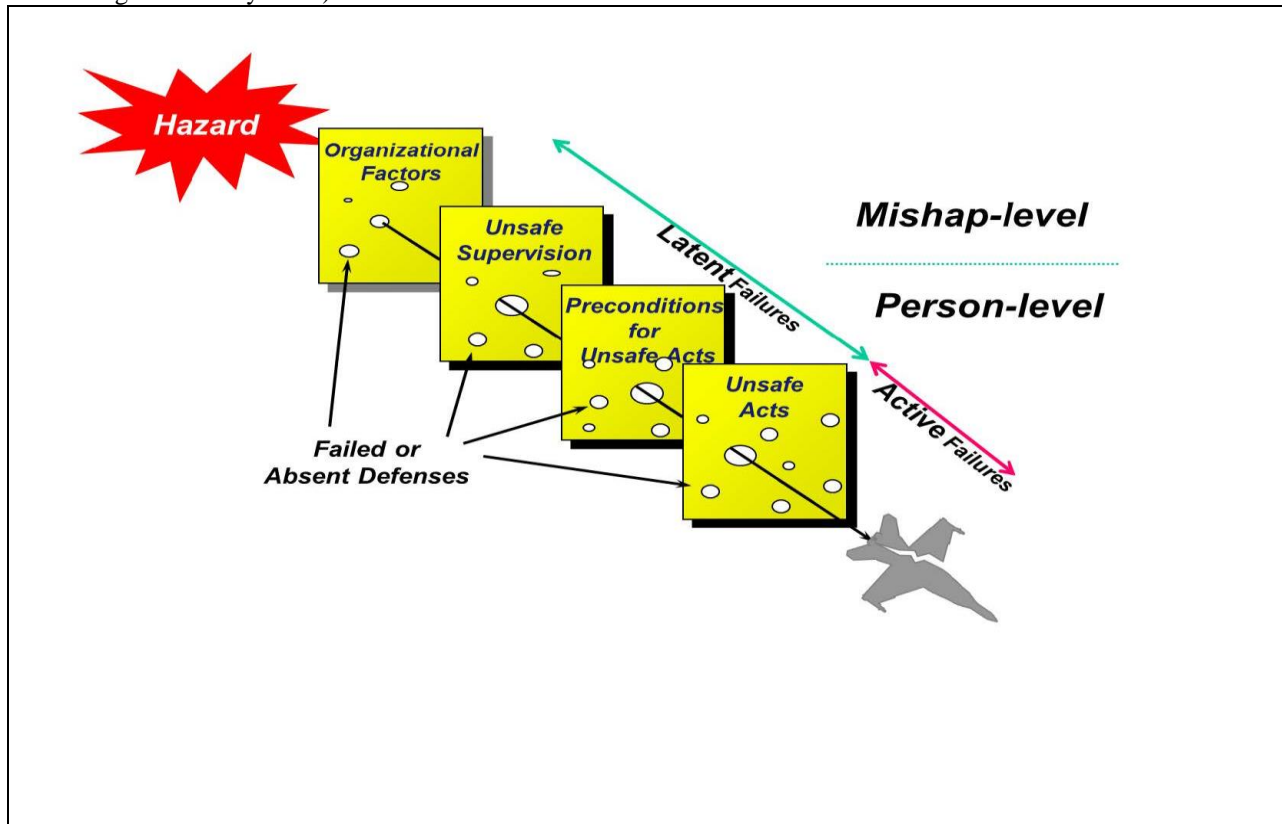 Hazard
Organizational
Factors
Unsafe
Supervision
Preconditions
for
Unsafe Acts
Unsafe
Acts
Latent Failures
Active Failures
Mishap-level
Person-level
Failed or
Absent Defenses